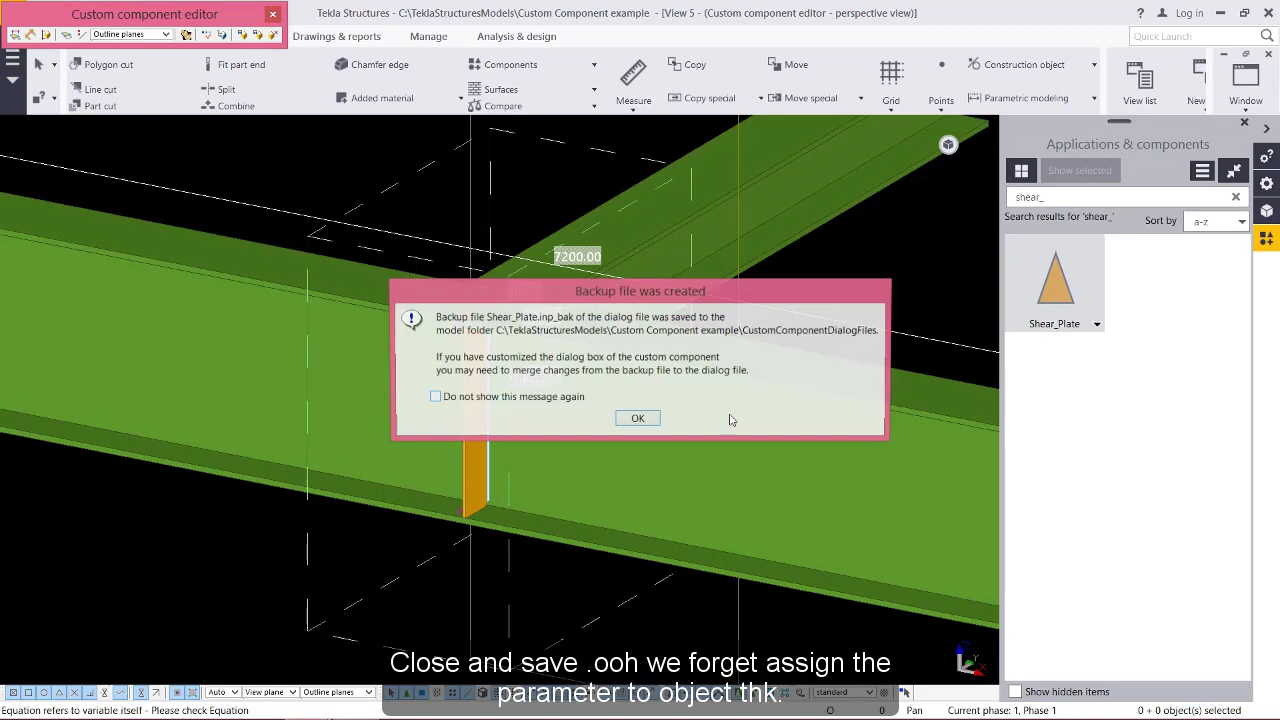 Custom component editor
Tekla Structures - C:\TeklaStructuresModels\Custom Component example - [View 5 - (Custom component editor - perspective view)]
Log in
Outline planes
Drawings & reports
Manage
Analysis & design
Quick Launch
Polygon cut
Fit part end
Chamfer edge
Components
Copy
Move
Construction object
Line cut
Split
Surfaces
Measure
Grid
Points
View list
New
Window
Part cut
Combine
Added material
Compare
Copy special
Move special
Parametric modeling
Applications & components
Show selected
shear_
Search results for 'shear_'
Sort by
a-z
Shear_Plate
7200.00
Backup file was created
Backup file Shear_Plate.inp_bak of the dialog file was saved to the
model folder C:\TeklaStructuresModels\Custom Component example\CustomComponentDialogFiles.
If you have customized the dialog box of the custom component
you may need to merge changes from the backup file to the dialog file.
Do not show this message again
OK
Close and save .ooh we forget assign the
parameter to object thk.
Auto
View plane
Outline planes
standard
Show hidden items
Equation refers to variable itself - Please check Equation
O
0
Pan
Current phase: 1, Phase 1
0 + 0 object(s) selected